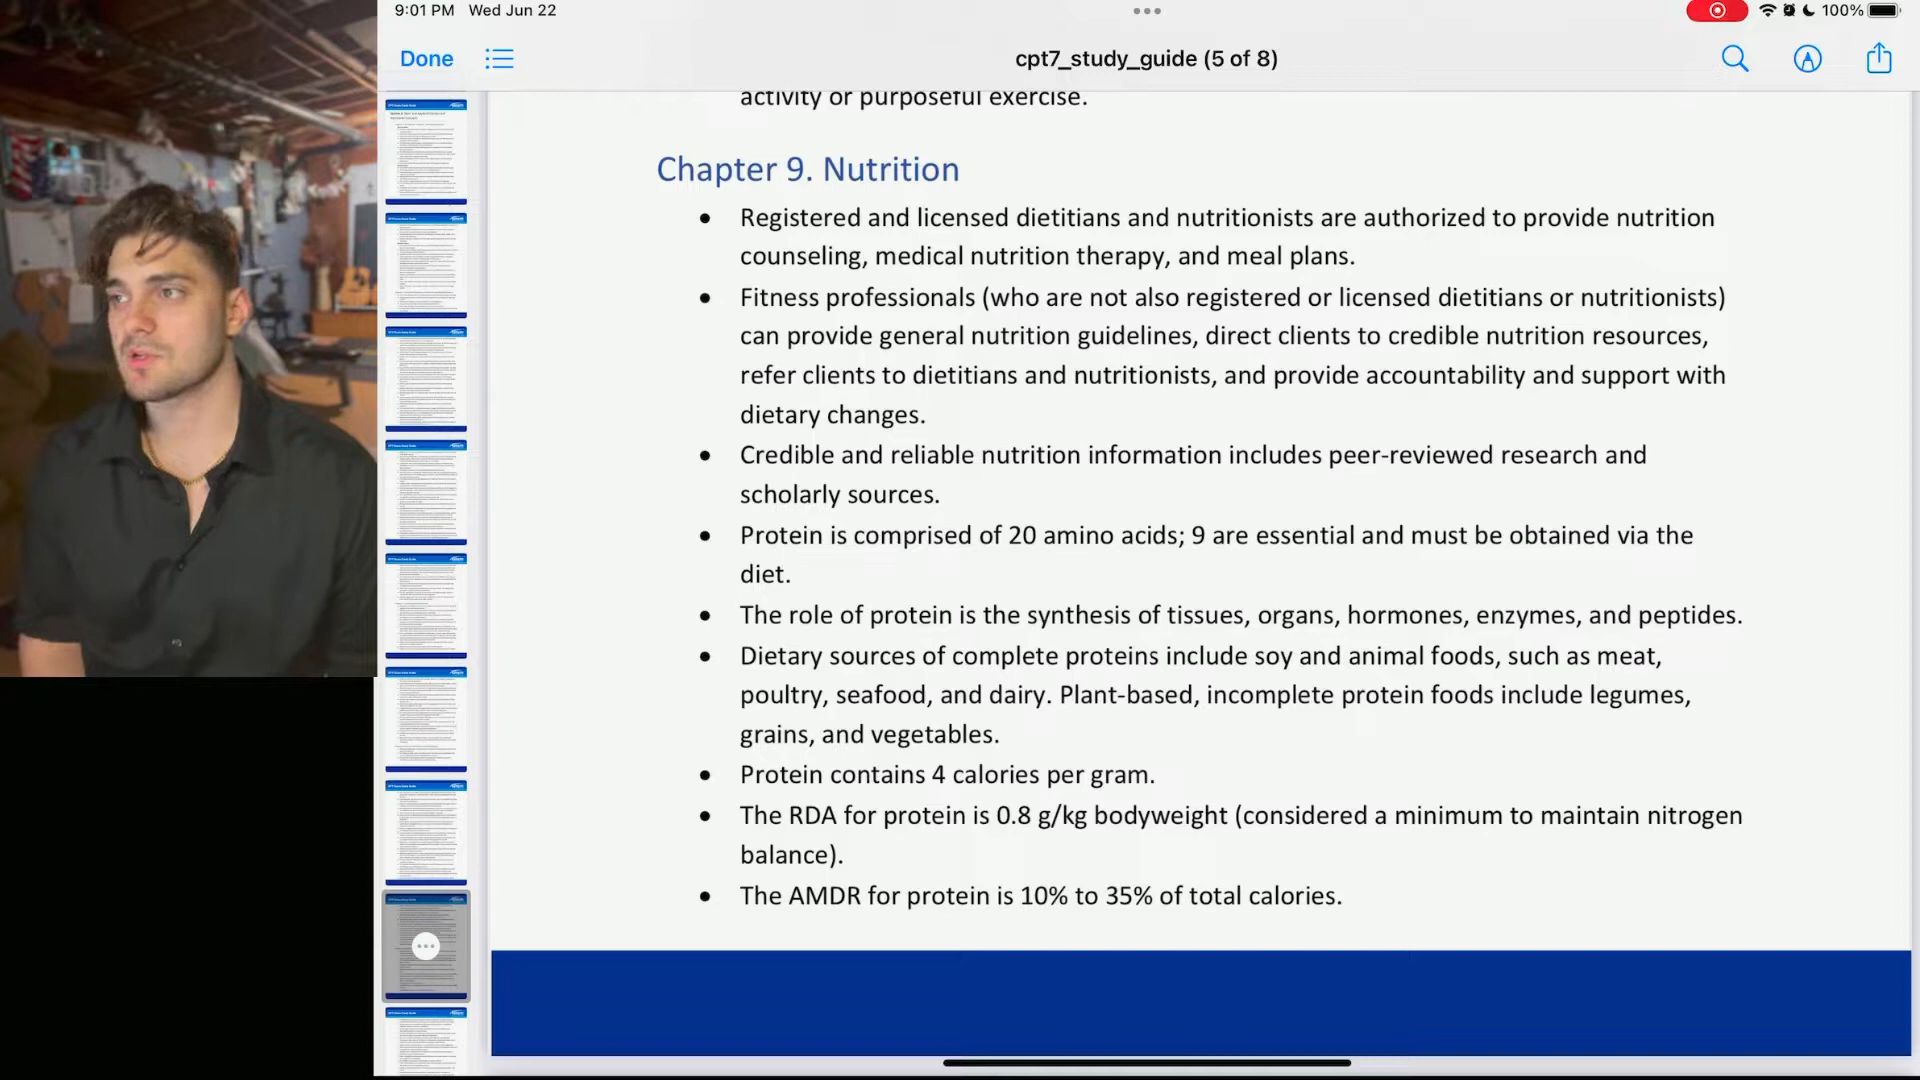 9:01 PM Wed Jun 22
100%
Done
cpt7_study_guide (5 of 8)
activity or purposeful exercise.
Chapter 9. Nutrition
• Registered and licensed dietitians and nutritionists are authorized to provide nutrition
counseling, medical nutrition therapy, and meal plans.
• Fitness professionals (who are not also registered or licensed dietitians or nutritionists)
can provide general nutrition guidelines, direct clients to credible nutrition resources,
refer clients to dietitians and nutritionists, and provide accountability and support with
dietary changes.
• Credible and reliable nutrition information includes peer-reviewed research and
scholarly sources.
• Protein is comprised of 20 amino acids; 9 are essential and must be obtained via the
diet.
• The role of protein is the synthesis of tissues, organs, hormones, enzymes, and peptides.
• Dietary sources of complete proteins include soy and animal foods, such as meat,
poultry, seafood, and dairy. Plant-based, incomplete protein foods include legumes,
grains, and vegetables.
• Protein contains 4 calories per gram.
• The RDA for protein is 0.8 g/kg bodyweight (considered a minimum to maintain nitrogen
balance).
• The AMDR for protein is 10% to 35% of total calories.